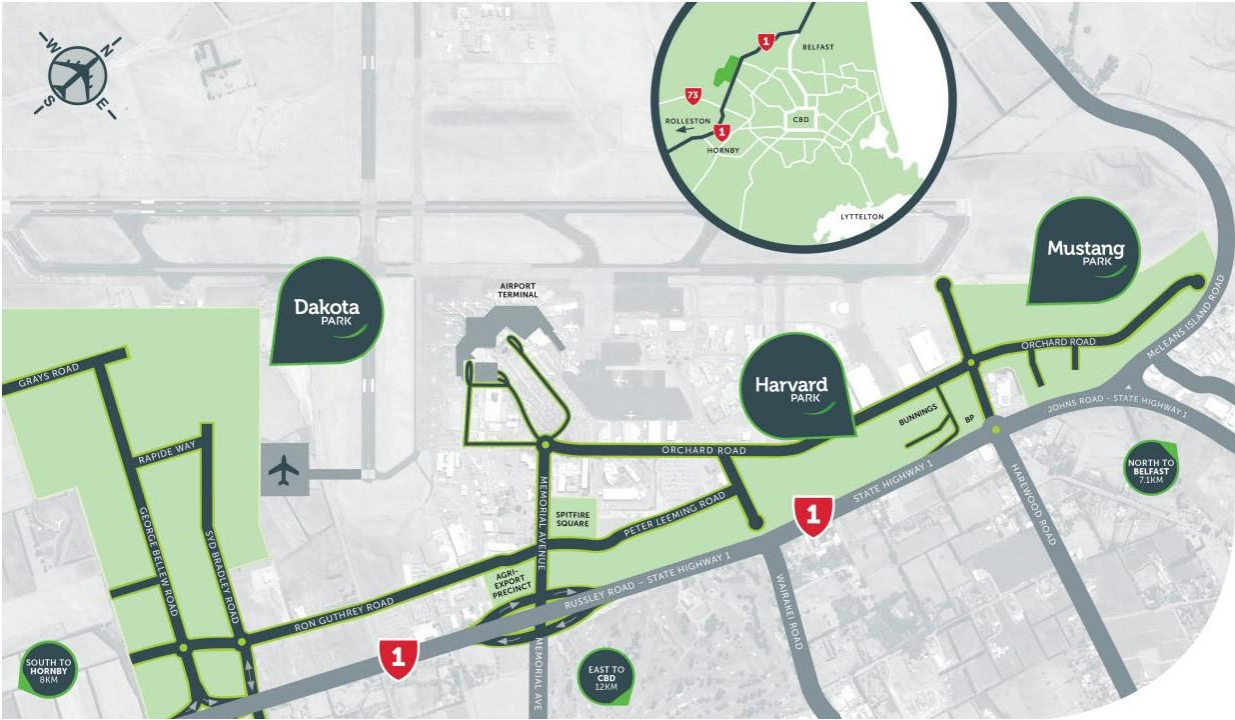 W
N
S
E
1
BELFAST
73
ROLLESTON
1
HORNBY
CBD
LYTTELTON
Mustang
PARK
Dakota
PARK
AIRPORT
TERMINAL
Harvard
PARK
GRAYS ROAD
RAPIDE WAY
GEORGE BELLEW ROAD
SYD BRADLEY ROAD
RON GUTHREY ROAD
MEMORIAL AVENUE
SPITFIRE
SQUARE
AGRI-
EXPORT
PRECINCT
PETER LEEMING ROAD
ORCHARD ROAD
BUNNINGS
BP
ORCHARD ROAD
McLEANS ISLAND ROAD
JOHNS ROAD - STATE HIGHWAY 1
STATE HIGHWAY 1
1
RUSSLEY ROAD - STATE HIGHWAY 1
HAREWOOD ROAD
WAIRAKEI ROAD
MEMORIAL AVE
1
NORTH TO
BELFAST
7.1KM
SOUTH TO
HORNBY
8KM
EAST TO
CBD
12KM